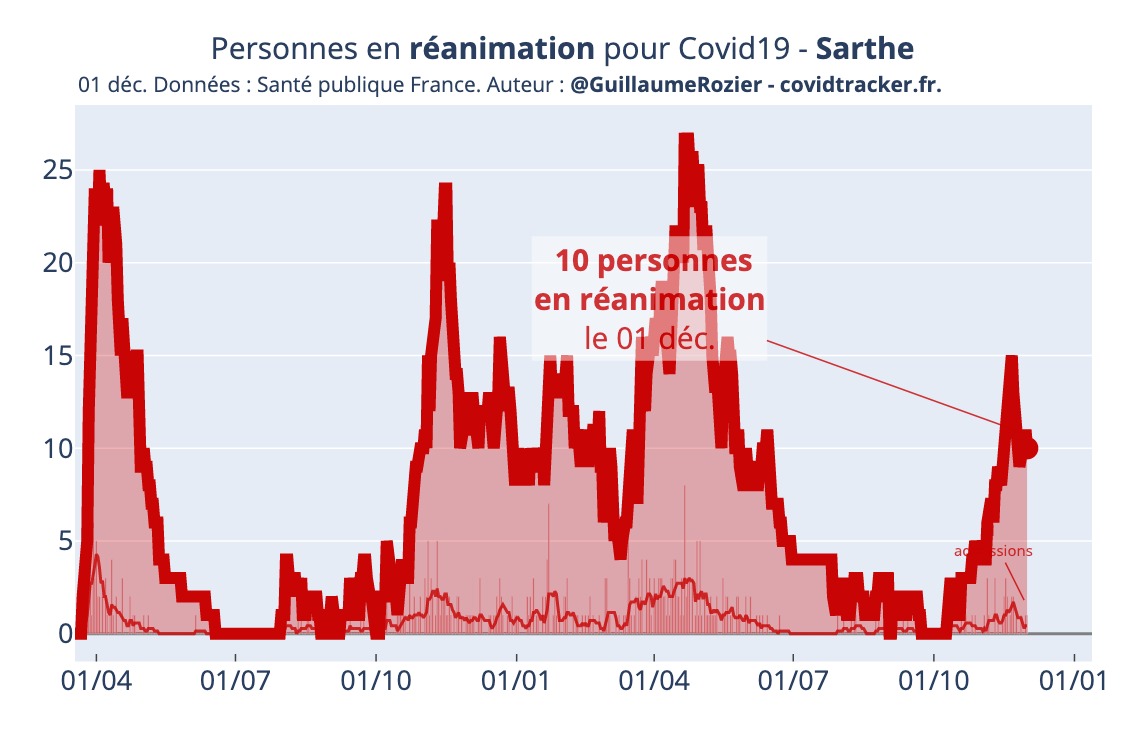 Personnes en réanimation pour Covid19 - Sarthe
01 déc. Données : Santé publique France. Auteur : @GuillaumeRozier - covidtracker.fr.
25
20
15
10
5
0
10 personnes
en réanimation
le 01 déc.
admissions
01/04
01/07
01/10
01/01
01/04
01/07
01/10
01/01